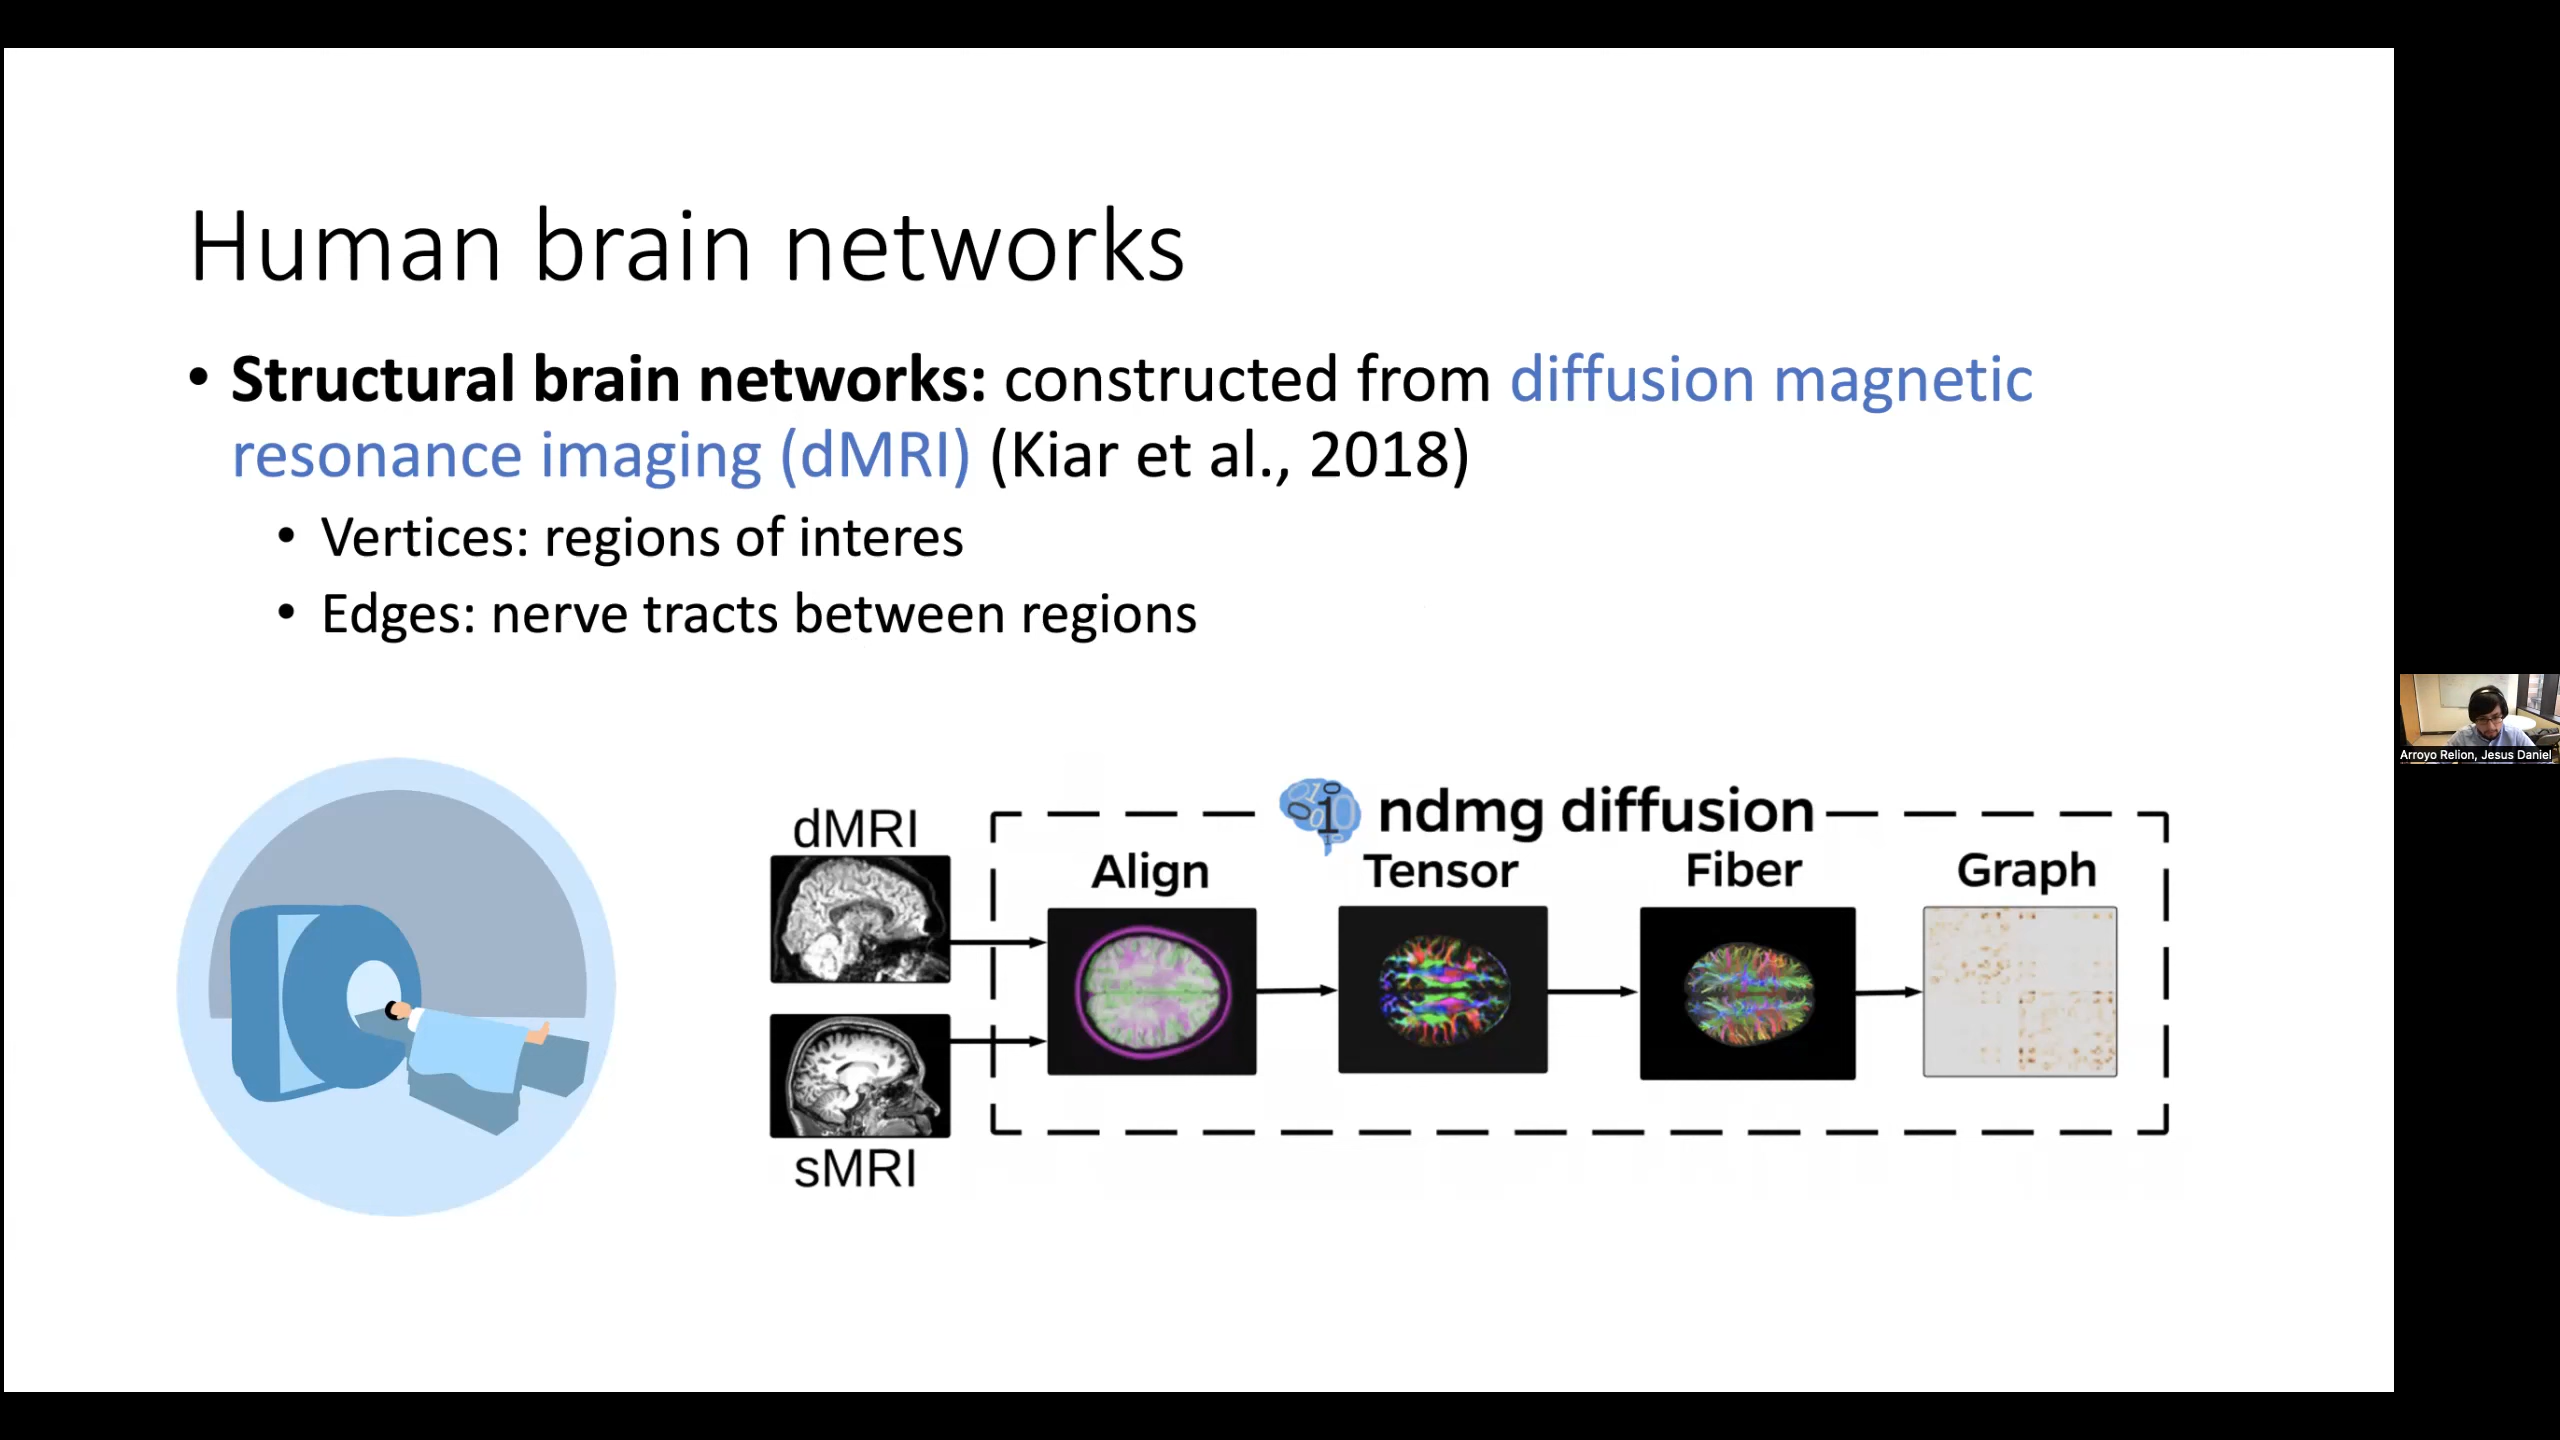 Human brain networks
• Structural brain networks: constructed from diffusion magnetic
resonance imaging (dMRI) (Kiar et al., 2018)
• Vertices: regions of interes
• Edges: nerve tracts between regions
Arroyo Relion, Jesus Daniel
ndmg diffusion
dMRI
Align
Tensor
Fiber
Graph
sMRI